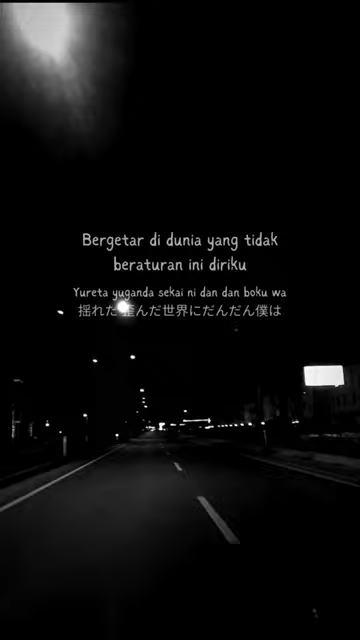 Bergetar di dunia yang tidak
beraturan ini diriku
Yureta yuganda sekai ni dan dan boku wa
揺れた 歪んだ世界にだんだん僕は